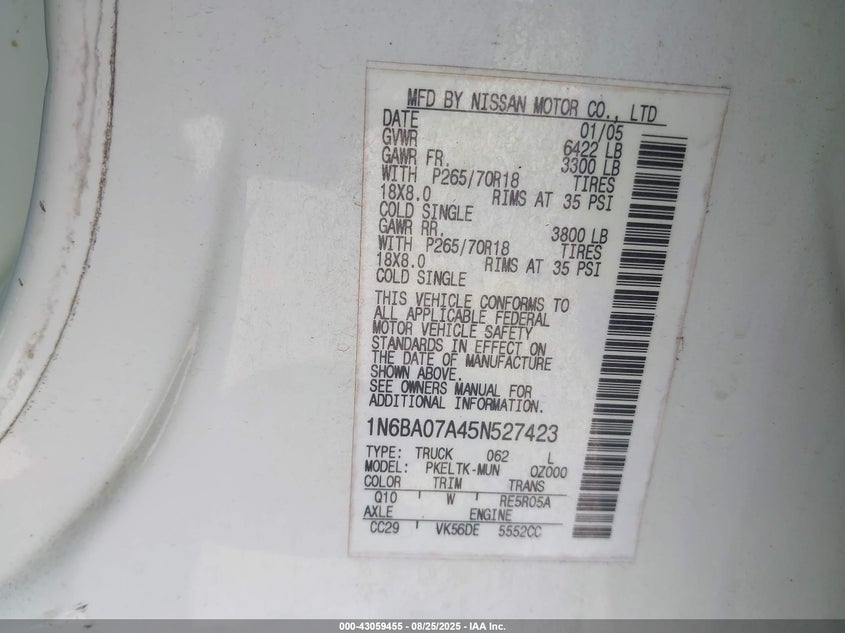 MFD BY NISSAN MOTOR CO., LTD
DATE 01/05
GVWR 6422 LB
GAWR FR. 3300 LB
WITH P265/70R18 TIRES
18X8.0 RIMS AT 35 PSI
COLD SINGLE
GAWR RR. 3800 LB
WITH P265/70R18 TIRES
18X8.0 RIMS AT 35 PSI
COLD SINGLE
THIS VEHICLE CONFORMS TO
ALL APPLICABLE FEDERAL
MOTOR VEHICLE SAFETY
STANDARDS IN EFFECT ON
THE DATE OF MANUFACTURE
SHOWN ABOVE.
SEE OWNERS MANUAL FOR
ADDITIONAL INFORMATION.
1N6BA07A45N527423
TYPE: TRUCK 062 L
MODEL: PKELTK-MUN QZ000
COLOR TRIM TRANS
Q10 W RE5R05A
AXLE ENGINE
CC29 VK56DE 5552CC
000-43059455 - 08/25/2025 - IAA Inc.